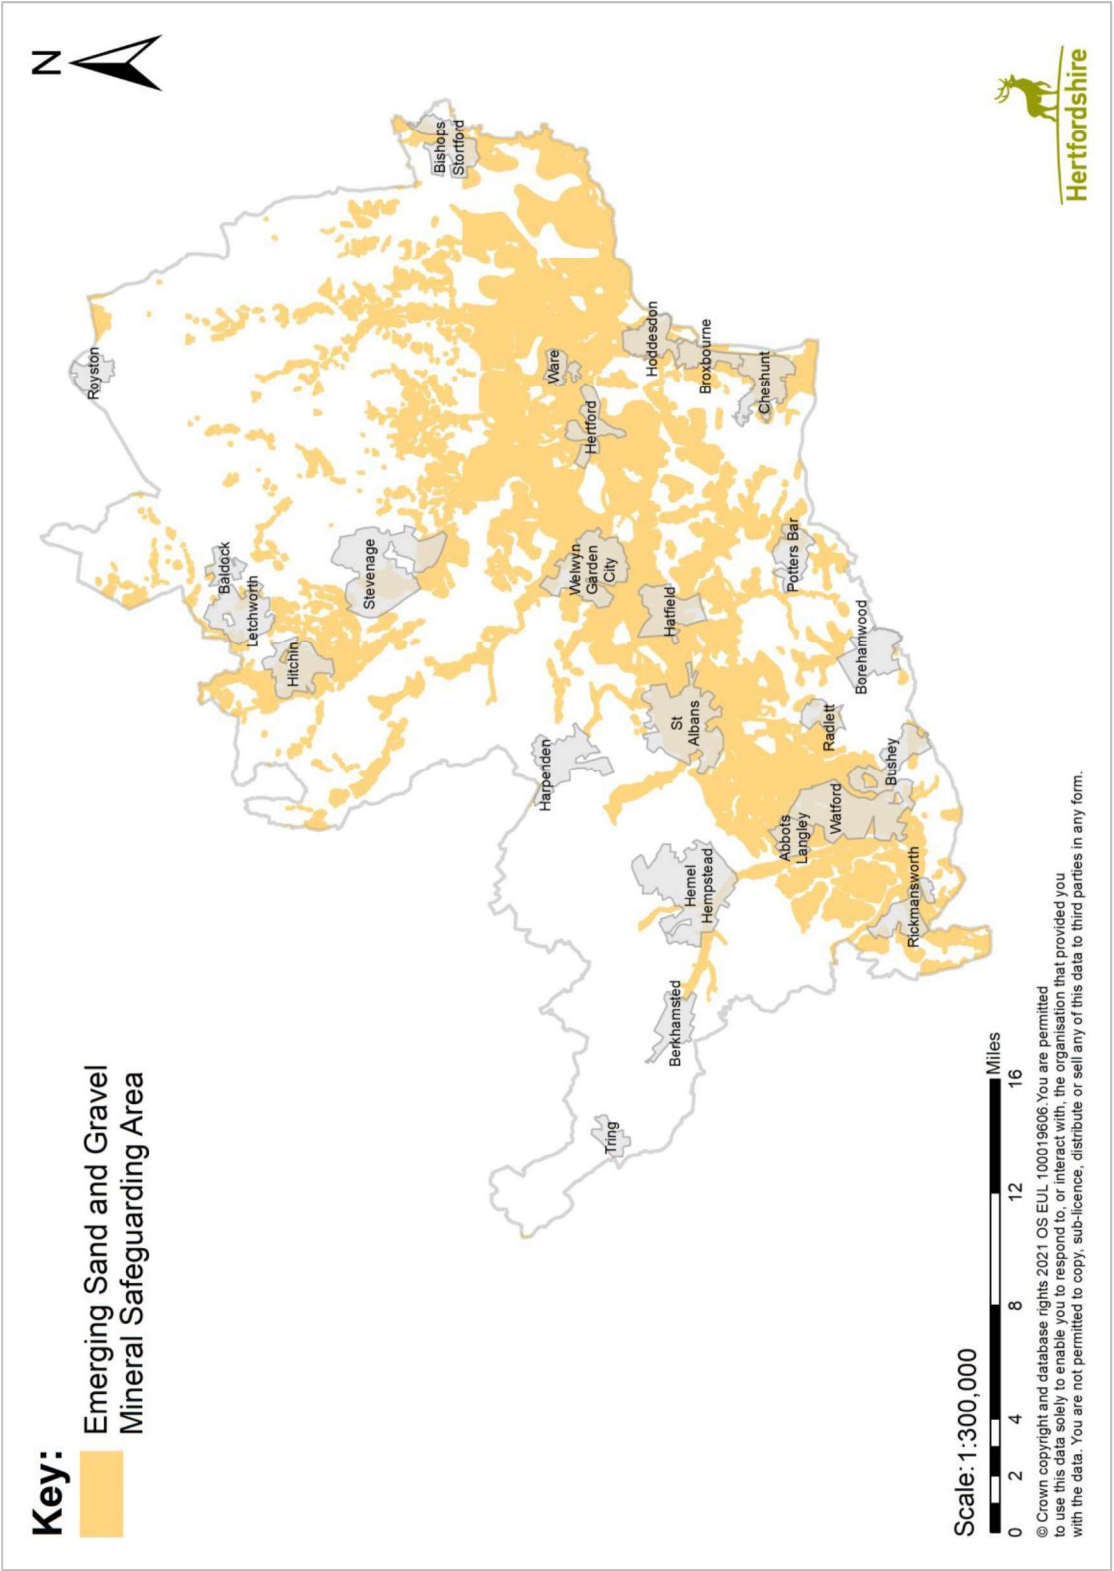 Key:
Emerging Sand and Gravel
Mineral Safeguarding Area
N
Royston
Baldock
Letchworth
Hitchin
Stevenage
Bishops
Stortford
Ware
Hertford
Hoddesdon
Broxbourne
Cheshunt
Welwyn
Garden
City
Hatfield
Potters Bar
Harpenden
St
Albans
Borehamwood
Radlett
Bushey
Watford
Abbots
Langley
Hemel
Hempstead
Rickmansworth
Berkhamsted
Tring
Scale: 1:300,000
0 2 4 8 12 16
Miles
© Crown copyright and database rights 2021 OS EUL 100019606.You are permitted
to use this data solely to enable you to respond to, or interact with, the organisation that provided you
with the data. You are not permitted to copy, sub-licence, distribute or sell any of this data to third parties in any form.
Hertfordshire